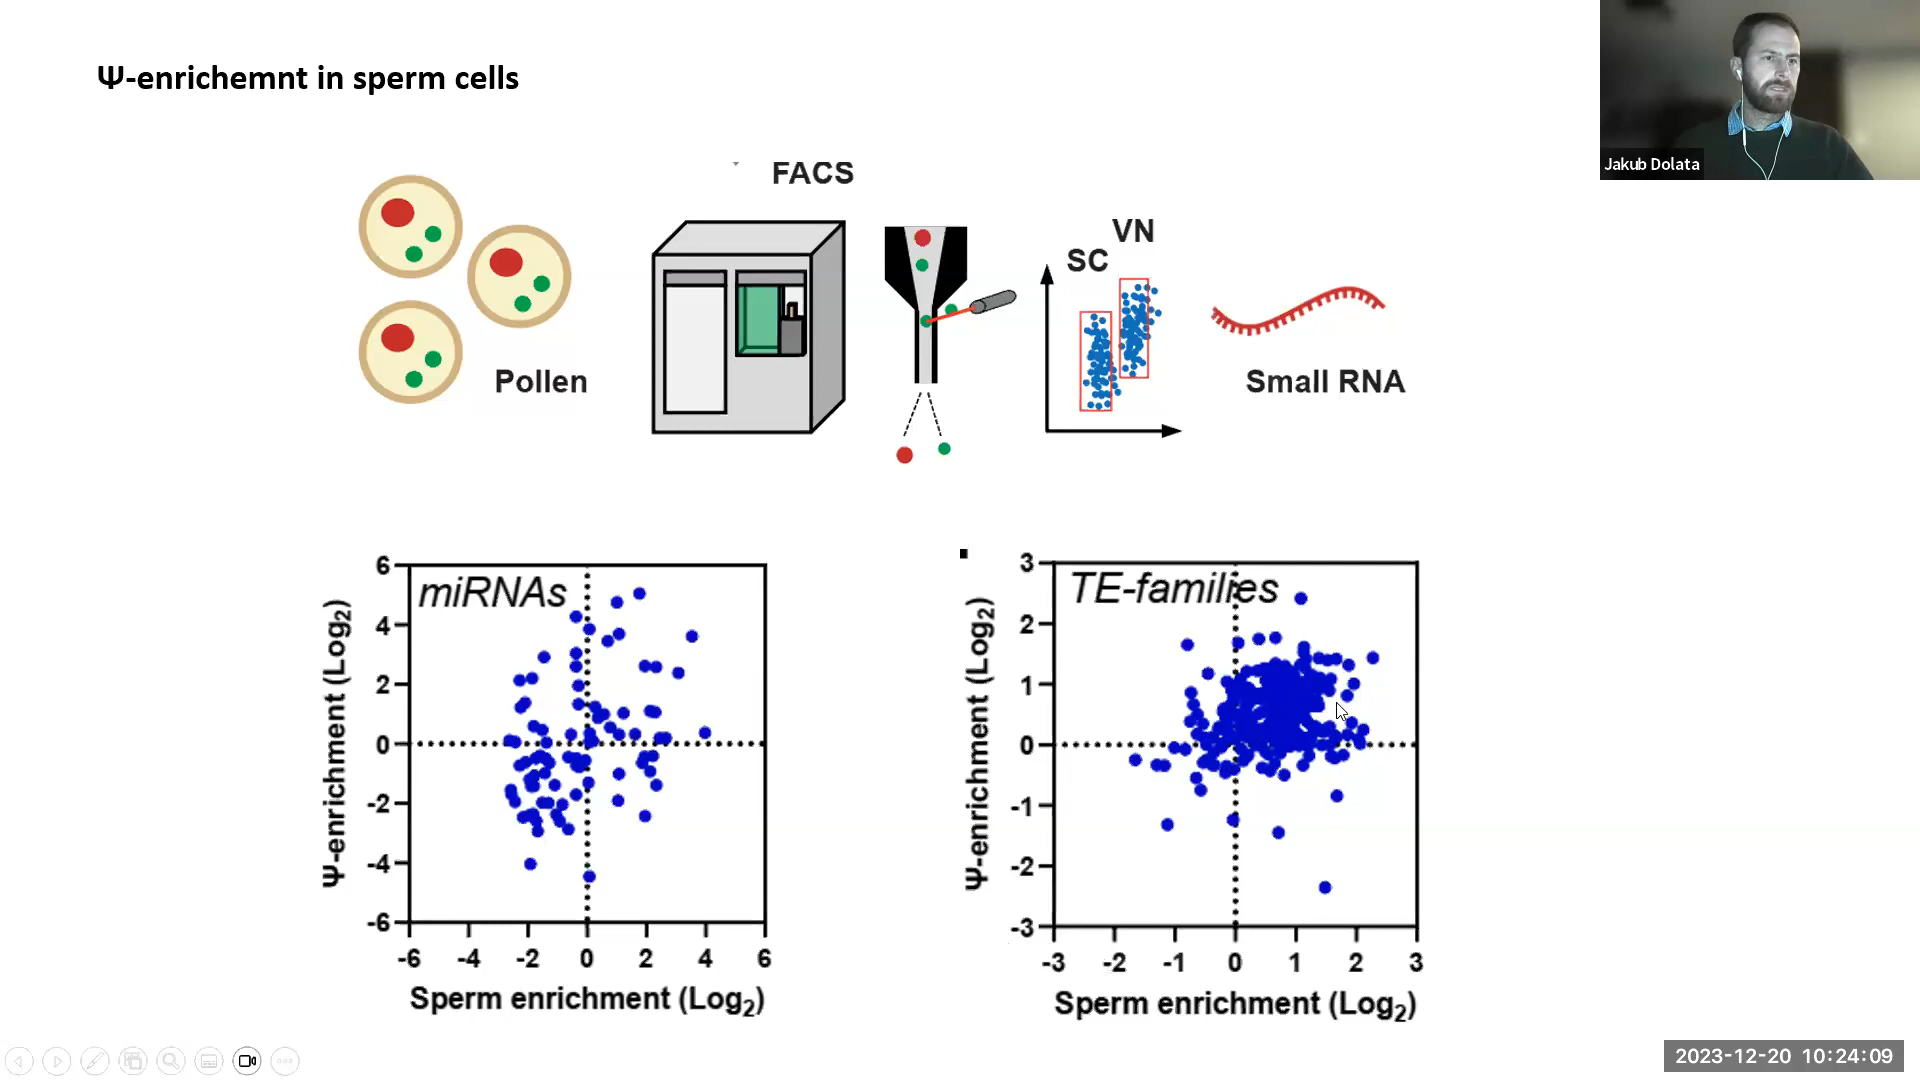 Ψ-enrichemnt in sperm cells
Jakub Dolata
FACS
VN
SC
Pollen
Small RNA
miRNAs
6
4
2
0
-2
-4
-6
Ψ-enrichment (Log2)
-6 -4 -2 0 2 4 6
Sperm enrichment (Log2)
TE-families
3
2
1
0
-1
-2
-3
Ψ-enrichment (Log2)
-3 -2 -1 0 1 2 3
Sperm enrichment (Log2)
2023-12-20 10:24:09